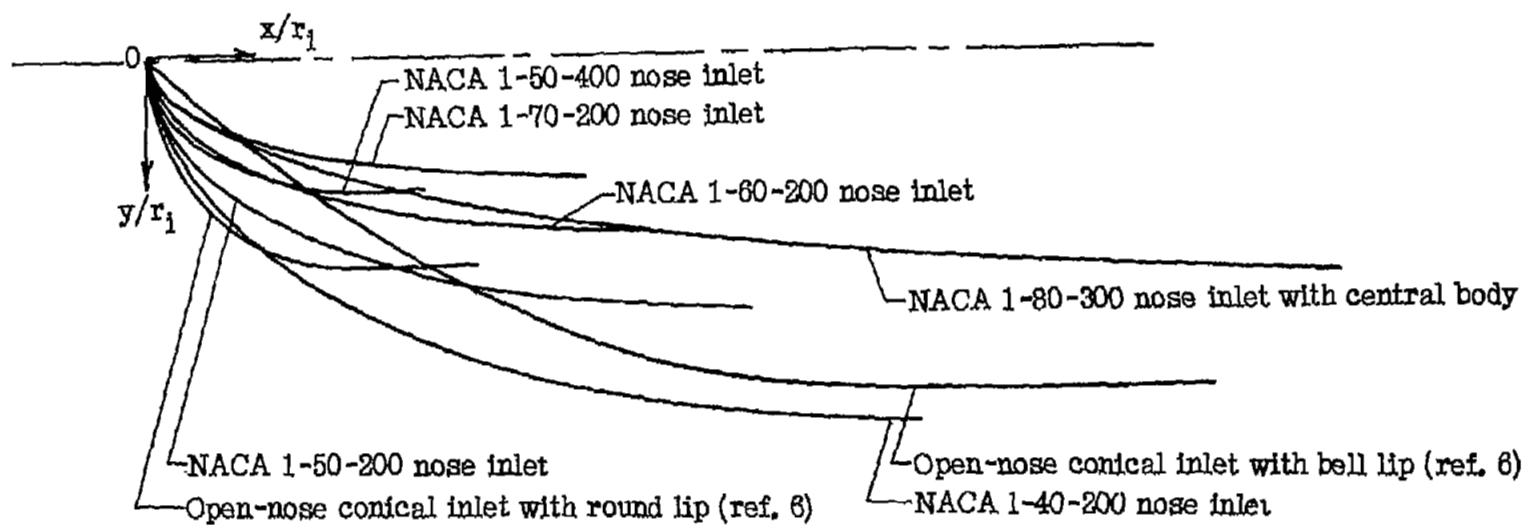 x/r₁
0
NACA 1-50-400 nose inlet
NACA 1-70-200 nose inlet
NACA 1-60-200 nose inlet
y/r₁
NACA 1-80-300 nose inlet with central body
NACA 1-50-200 nose inlet
Open-nose conical inlet with bell lip (ref. 6)
Open-nose conical inlet with round lip (ref. 6)
NACA 1-40-200 nose inlet